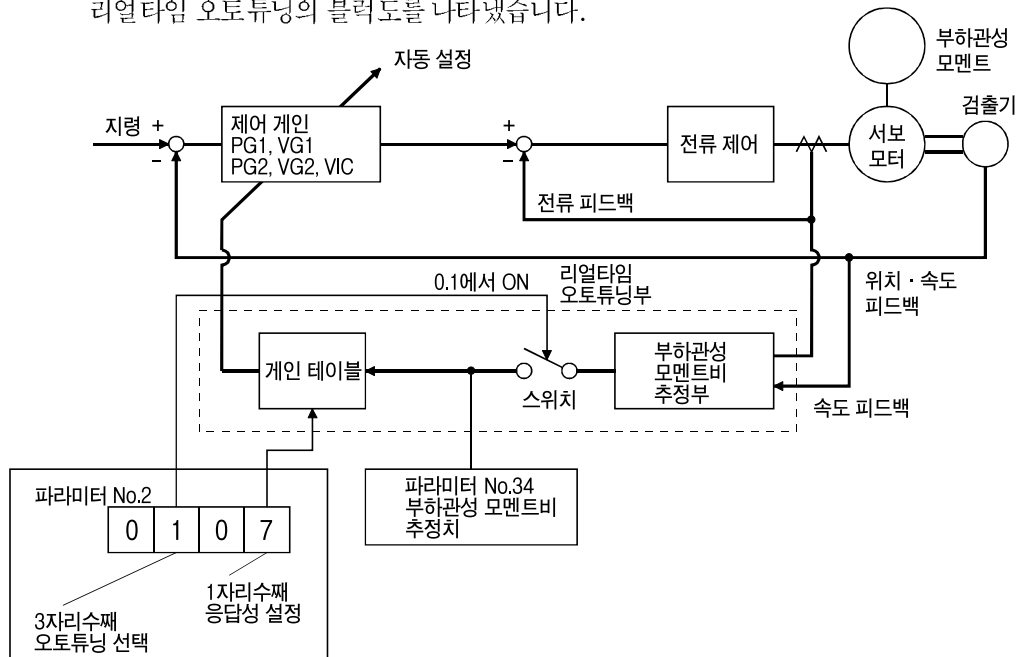 리얼타임 오토튜닝의 블럭도를 나타냈습니다.
자동 설정
부하관성
모멘트
검출기
지령
+
−
제어 게인
PG1, VG1
PG2, VG2, VIC
+
−
전류 제어
서보
모터
전류 피드백
0.1에서 ON
리얼타임
오토튜닝부
위치 · 속도
피드백
게인 테이블
스위치
부하관성
모멘트비
추정부
속도 피드백
파라미터 No.2
0 1 0 7
파라미터 No.34
부하관성 모멘트비
추정치
1자리수째
응답성 설정
3자리수째
오토튜닝 선택